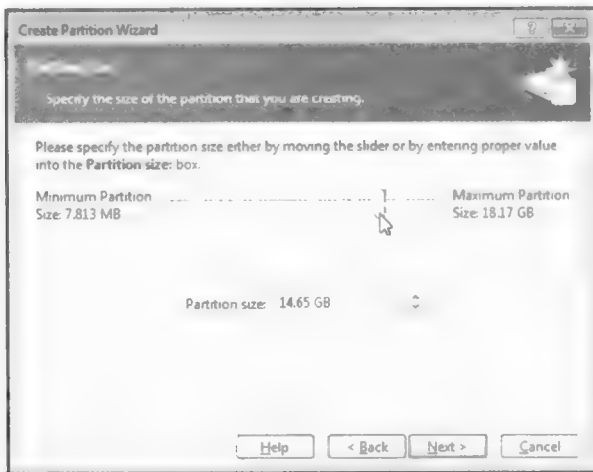 Create Partition Wizard
Specify the size of the partition that you are creating.
Please specify the partition size either by moving the slider or by entering proper value
into the Partition size: box.
Minimum Partition
Size: 7.813 MB
Maximum Partition
Size: 18.17 GB
Partition size: 14.65 GB
Help
< Back
Next >
Cancel